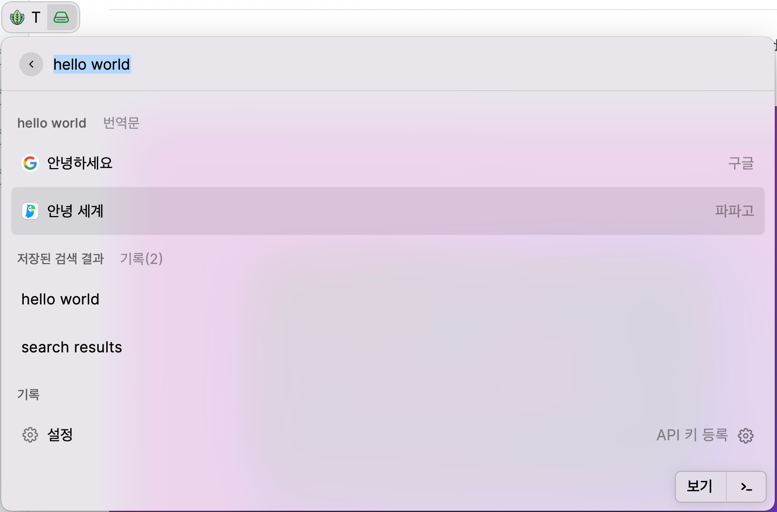 T
hello world
hello world 번역문
안녕하세요 구글
안녕 세계 파파고
저장된 검색 결과 기록(2)
hello world
search results
기록
설정 API 키 등록
보기 >_